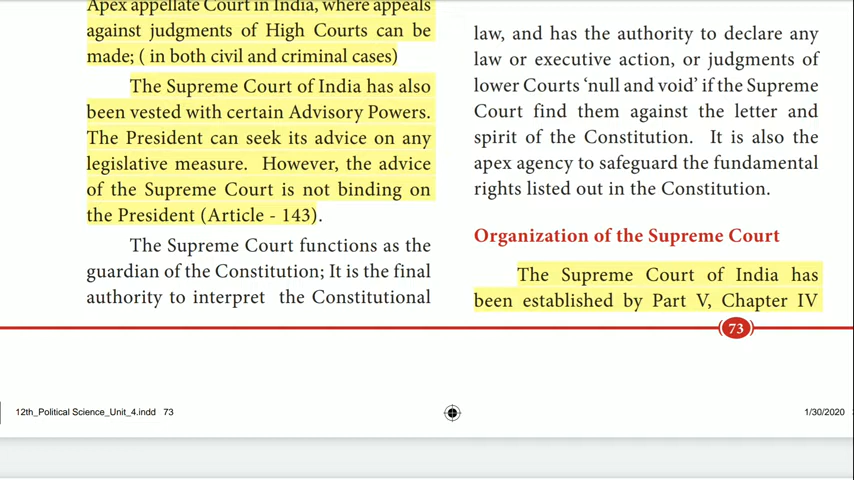 Apex appellate Court in India, where appeals
against judgments of High Courts can be
made; ( in both civil and criminal cases)
The Supreme Court of India has also
been vested with certain Advisory Powers.
The President can seek its advice on any
legislative measure. However, the advice
of the Supreme Court is not binding on
the President (Article - 143).
The Supreme Court functions as the
guardian of the Constitution; It is the final
authority to interpret the Constitutional
law, and has the authority to declare any
law or executive action, or judgments of
lower Courts ‘null and void’ if the Supreme
Court find them against the letter and
spirit of the Constitution. It is also the
apex agency to safeguard the fundamental
rights listed out in the Constitution.
Organization of the Supreme Court
The Supreme Court of India has
been established by Part V, Chapter IV
73
12th_Political Science_Unit_4.indd 73
1/30/2020